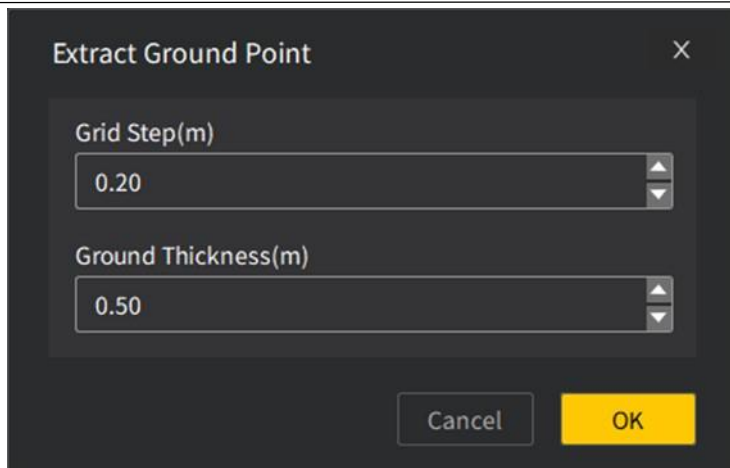 Extract Ground Point X
Grid Step(m)
0.20
Ground Thickness(m)
0.50
Cancel OK